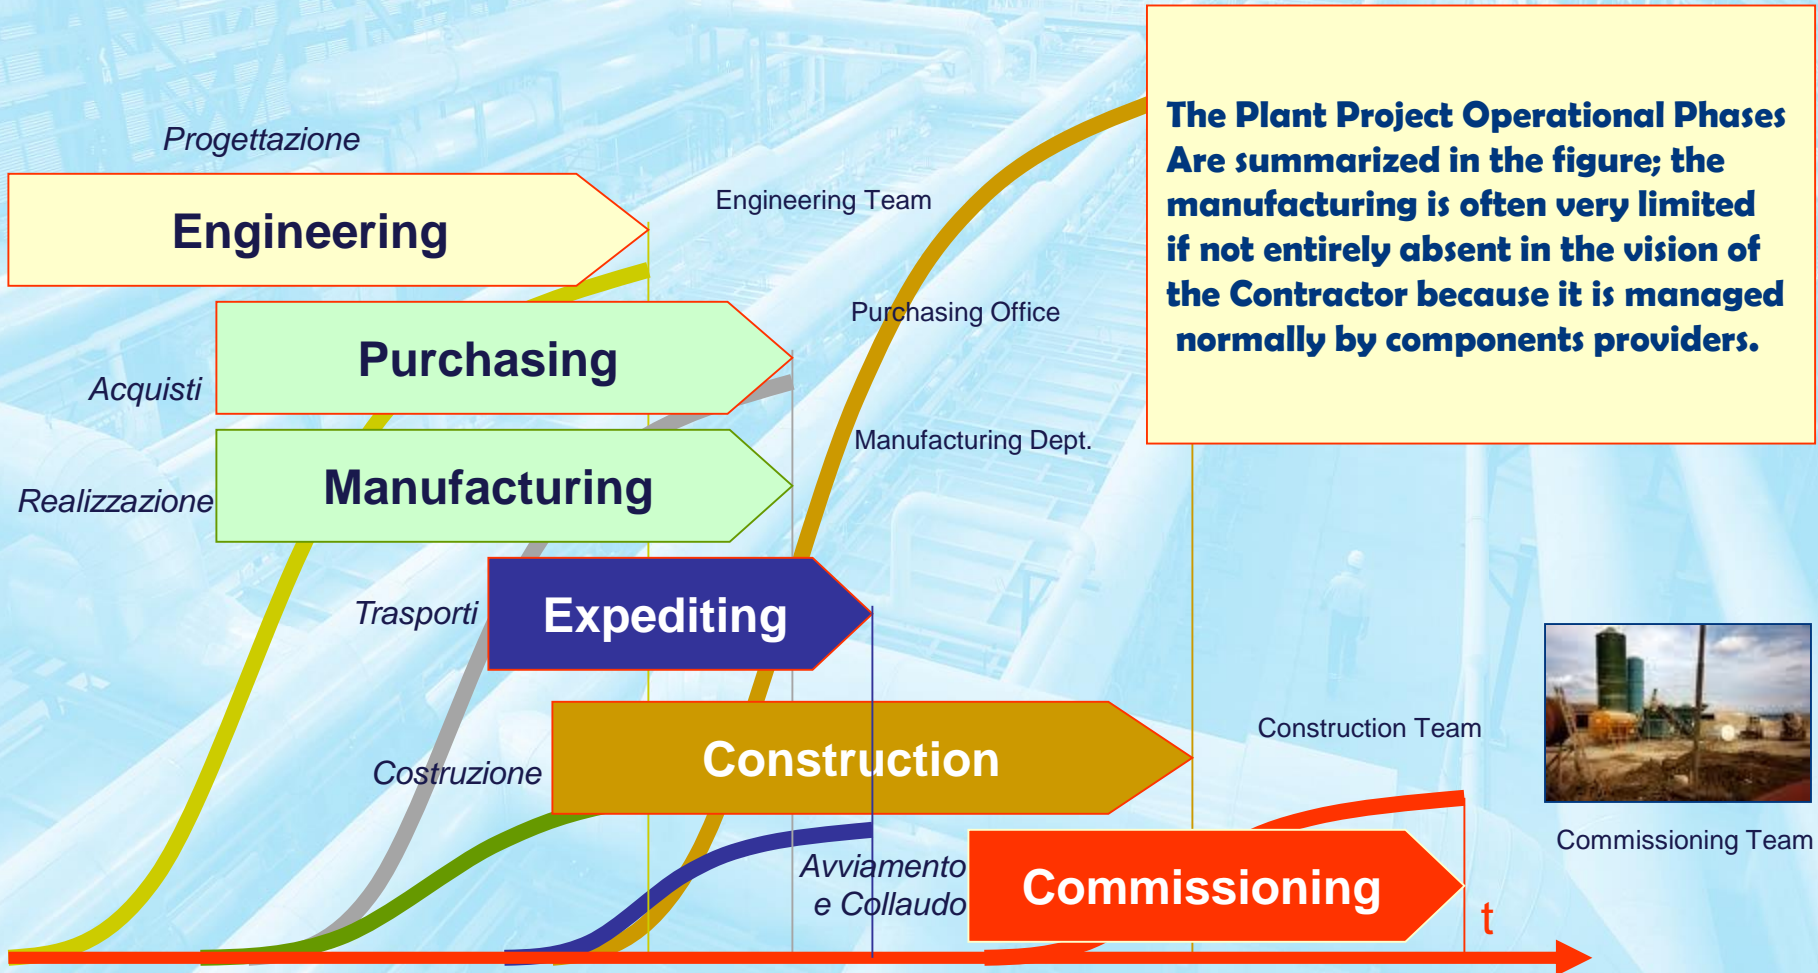 Progettazione
Engineering
Engineering Team
The Plant Project Operational Phases
Are summarized in the figure; the
manufacturing is often very limited
if not entirely absent in the vision of
the Contractor because it is managed
normally by components providers.
Purchasing Office
Purchasing
Acquisti
Manufacturing Dept.
Manufacturing
Realizzazione
Expediting
Trasporti
Construction
Costruzione
Construction Team
Commissioning Team
Avviamento
e Collaudo
Commissioning
t